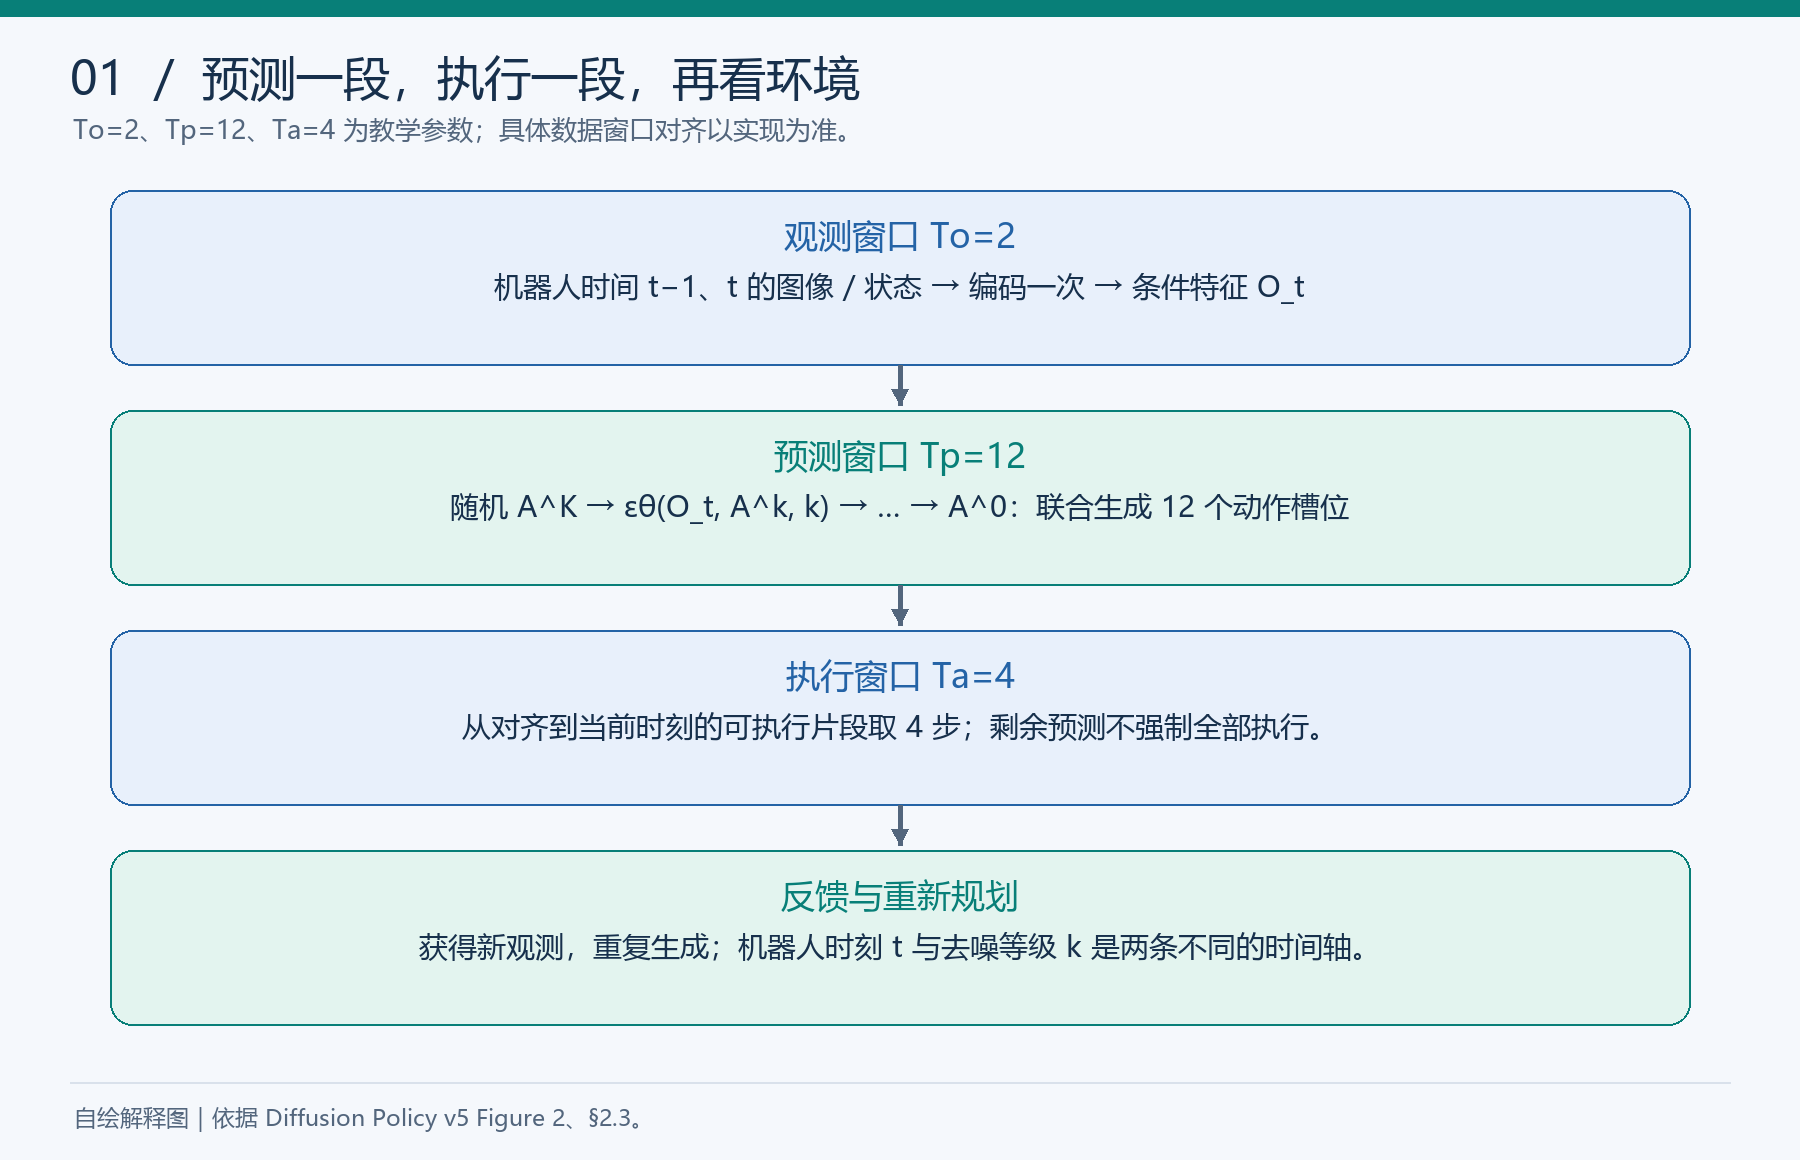 01 / 预测一段，执行一段，再看环境
To=2、Tp=12、Ta=4 为教学参数；具体数据窗口对齐以实现为准。
观测窗口 To=2
机器人时间 t−1、t 的图像 / 状态 → 编码一次 → 条件特征 O_t
预测窗口 Tp=12
随机 A^K → εθ(O_t, A^k, k) → … → A^0：联合生成 12 个动作槽位
执行窗口 Ta=4
从对齐到当前时刻的可执行片段取 4 步；剩余预测不强制全部执行。
反馈与重新规划
获得新观测，重复生成；机器人时刻 t 与去噪等级 k 是两条不同的时间轴。
自绘解释图 | 依据 Diffusion Policy v5 Figure 2、§2.3。